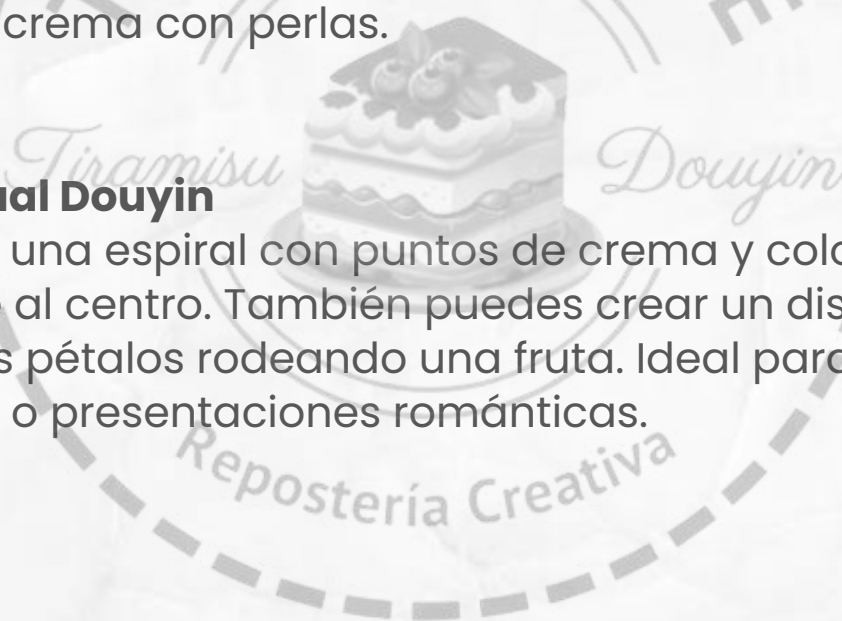 crema con perlas.
Tiramisu
Douyin
ual Douyin
una espiral con puntos de crema y colo
al centro. También puedes crear un dis
s pétalos rodeando una fruta. Ideal para
o presentaciones románticas.
Repostería Creativa